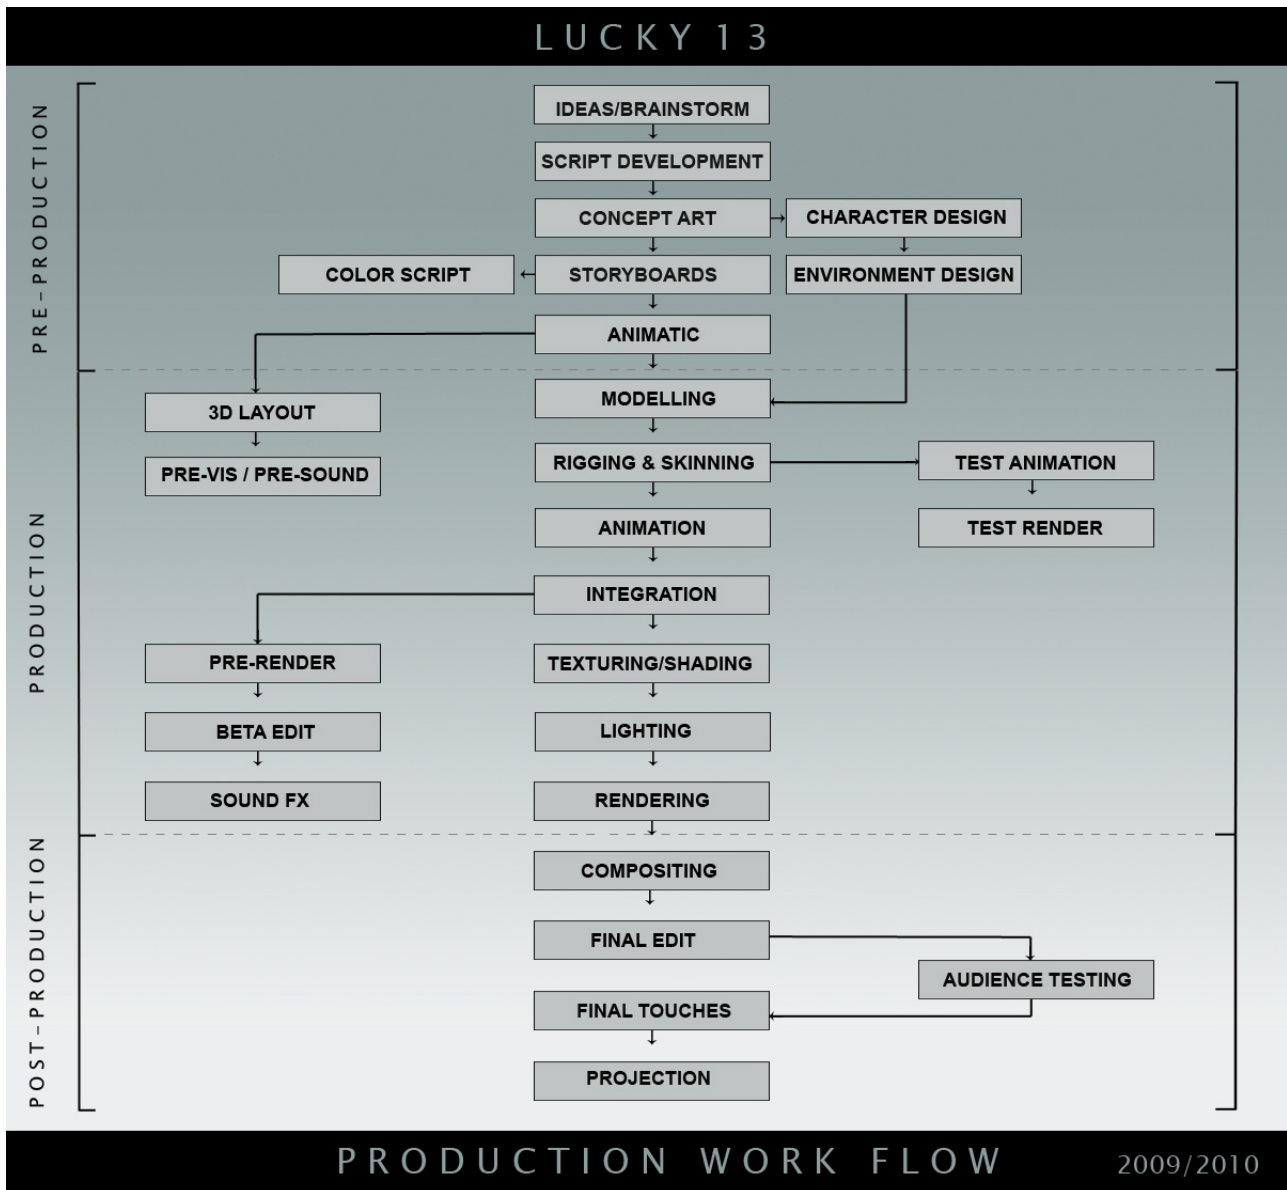 LUCKY 13
PRE-PRODUCTION
IDEAS/BRAINSTORM
SCRIPT DEVELOPMENT
CONCEPT ART
CHARACTER DESIGN
COLOR SCRIPT
STORYBOARDS
ENVIRONMENT DESIGN
ANIMATIC
PRODUCTION
3D LAYOUT
MODELLING
PRE-VIS / PRE-SOUND
RIGGING & SKINNING
TEST ANIMATION
ANIMATION
TEST RENDER
INTEGRATION
PRE-RENDER
TEXTURING/SHADING
BETA EDIT
LIGHTING
SOUND FX
RENDERING
POST-PRODUCTION
COMPOSITING
FINAL EDIT
AUDIENCE TESTING
FINAL TOUCHES
PROJECTION
PRODUCTION WORK FLOW
2009/2010